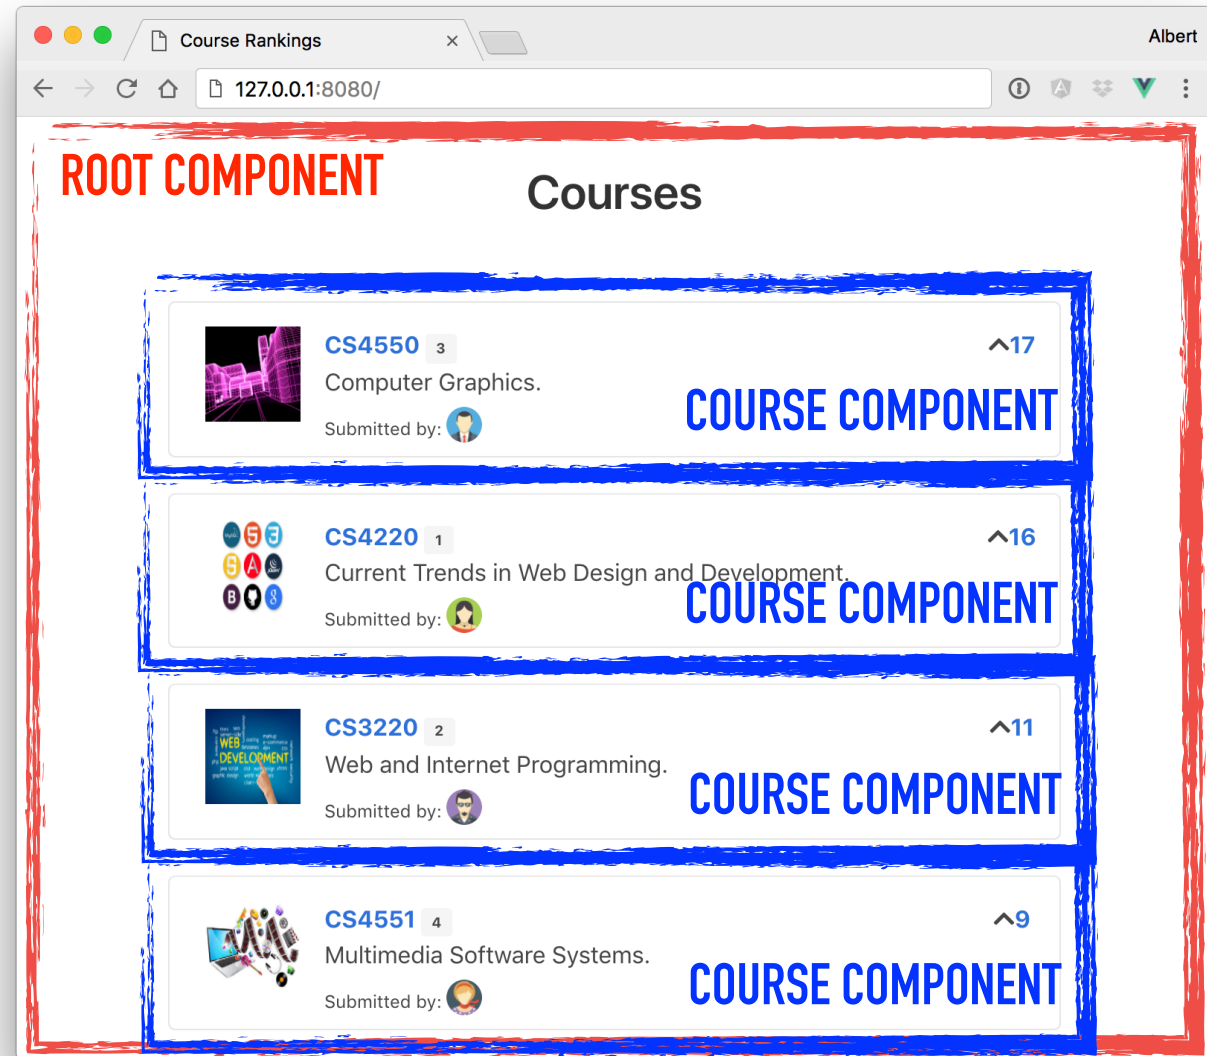 Course Rankings
Albert
127.0.0.1:8080/
ROOT COMPONENT
Courses
CS4550 3
17
Computer Graphics.
COURSE COMPONENT
Submitted by:
CS4220 1
16
Current Trends in Web Design and Development.
COURSE COMPONENT
Submitted by:
CS3220 2
11
WEB
DEVELOPMENT
Web and Internet Programming.
COURSE COMPONENT
Submitted by:
CS4551 4
9
Multimedia Software Systems.
COURSE COMPONENT
Submitted by: